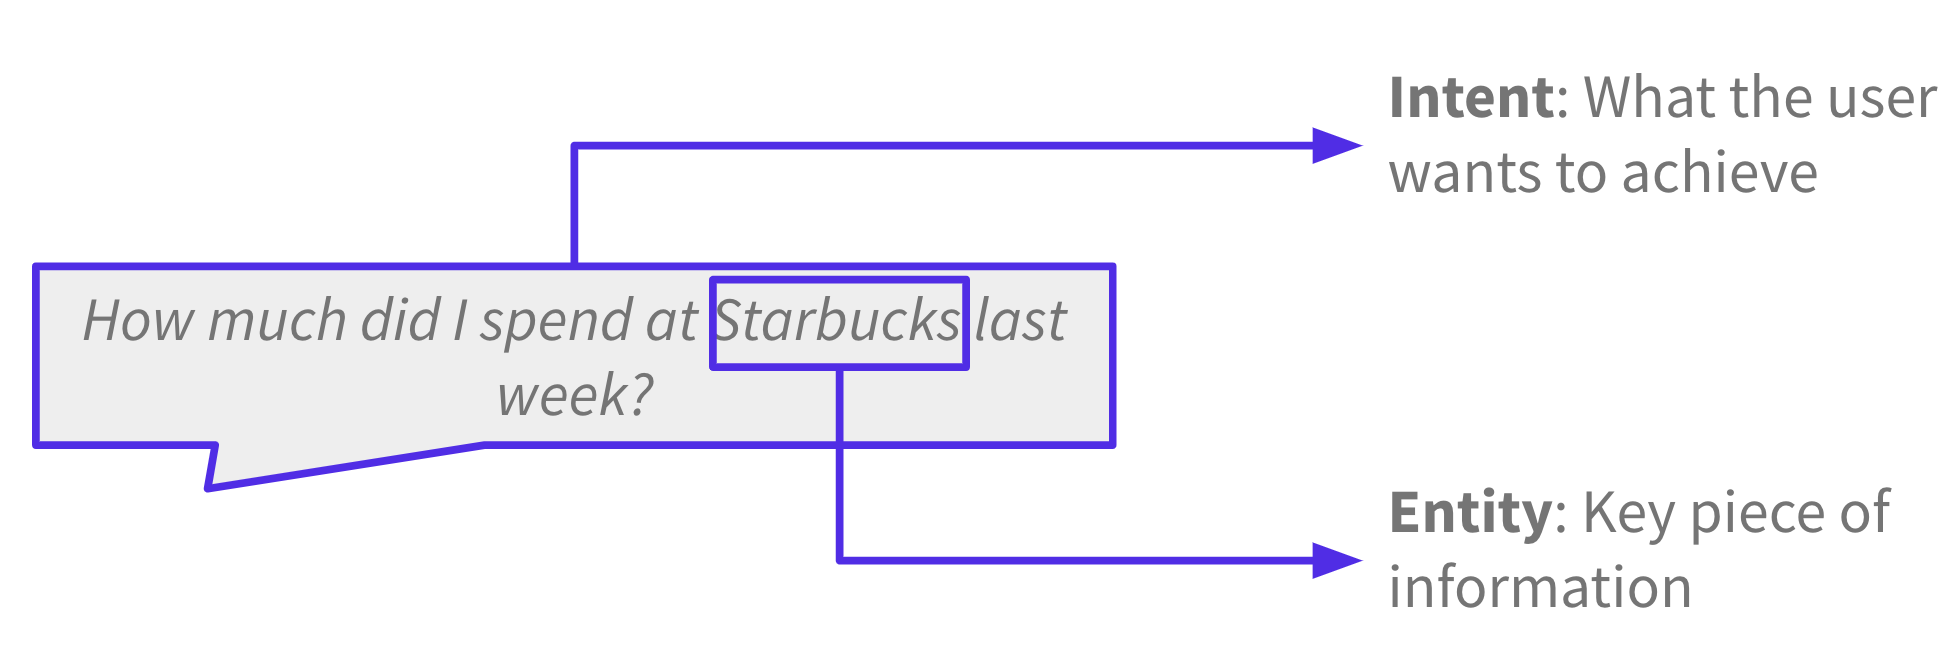 Intent: What the user
wants to achieve
How much did I spend at Starbucks last
week?
Entity: Key piece of
information